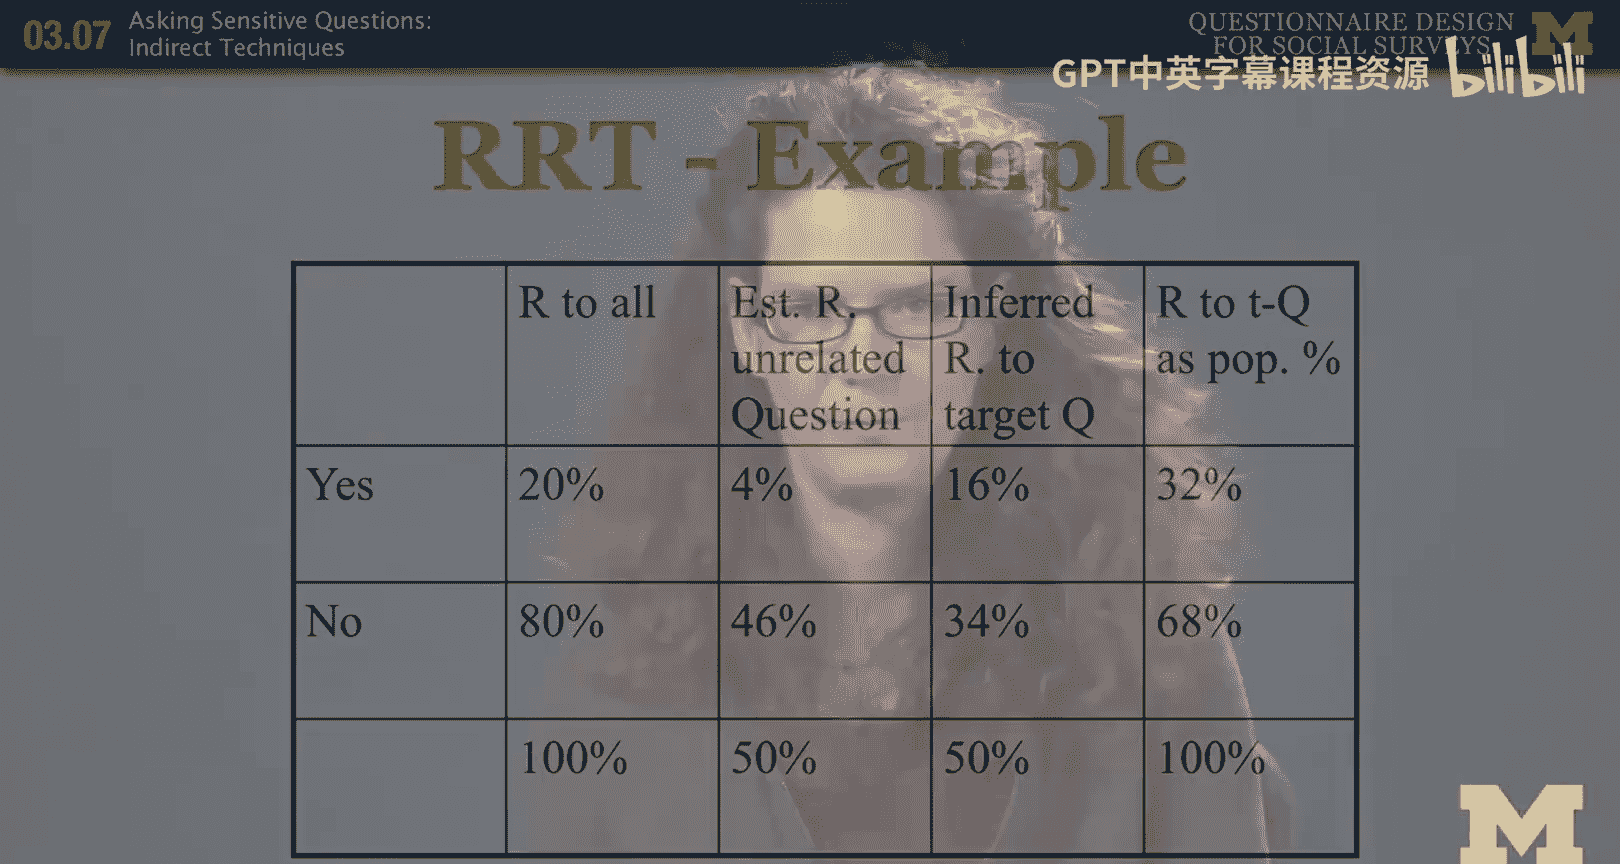 03.07
Asking Sensitive Questions:
Indirect Techniques
QUESTIONNAIRE DESIGN
FOR SOCIAL SURVEYS
M
GPT中英字幕课程资源
bilibili
RRT - Example
R to all
Est. R.
unrelated
Question
Inferred
R. to
target Q
R to t-Q
as pop. %
Yes
20%
4%
16%
32%
No
80%
46%
34%
68%
100%
50%
50%
100%
M